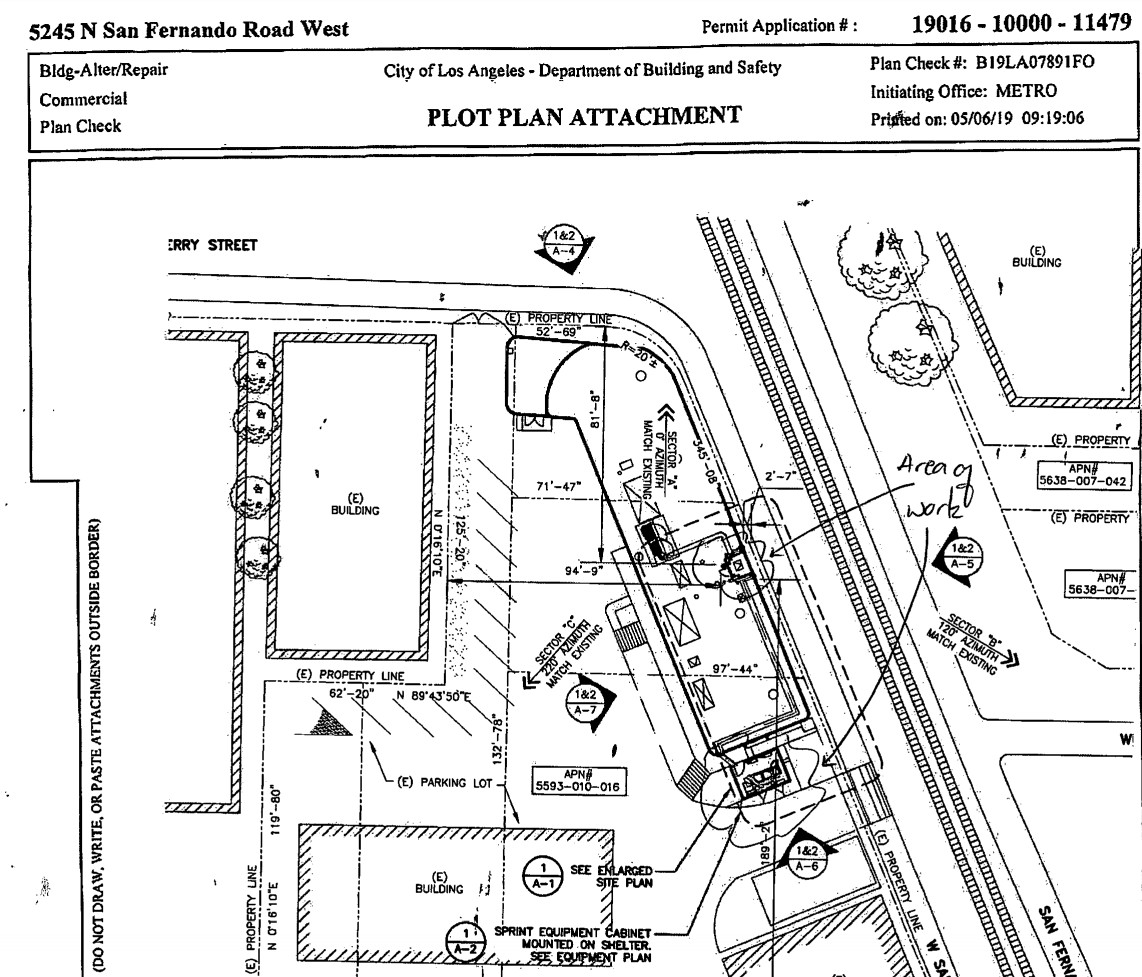 5245 N San Fernando Road West
Permit Application # :
19016 - 10000 - 11479
Bldg-Alter/Repair
Commercial
Plan Check
City of Los Angeles - Department of Building and Safety
PLOT PLAN ATTACHMENT
Plan Check #: B19LA07891FO
Initiating Office: METRO
Printed on: 05/06/19 09:19:06
ERRY STREET
1&2
A-4
(E)
BUILDING
(E) PROPERTY LINE
52'-69"
R=20'±
81'-8"
SECTOR "A"
0° AZIMUTH
MATCH EXISTING
345'-08"
2'-7"
Area of
work
(E) PROPERTY
APN#
5638-007-042
(E) PROPERTY
1&2
A-5
APN#
5638-007-
71'-47"
(E)
BUILDING
N 0'16'10"E
125'-20"
94'-9"
SECTOR "B"
120° AZIMUTH
MATCH EXISTING
SECTOR "C"
220° AZIMUTH
MATCH EXISTING
97'-44"
(E) PROPERTY LINE
62'-20" N 89'43'50"E
1&2
A-7
132'-78"
W
(E) PARKING LOT
APN#
5593-010-016
119'-80"
(E) PROPERTY LINE
N 0'16'10"E
(E)
BUILDING
1
A-1
SEE ENLARGED
SITE PLAN
189'-2"
1&2
A-6
1
A-2
SPRINT EQUIPMENT CABINET
MOUNTED ON SHELTER.
SEE EQUIPMENT PLAN
(E) PROPERTY LINE
W SA
SAN FERN
(E)
(DO NOT DRAW, WRITE, OR PASTE ATTACHMENTS OUTSIDE BORDER)